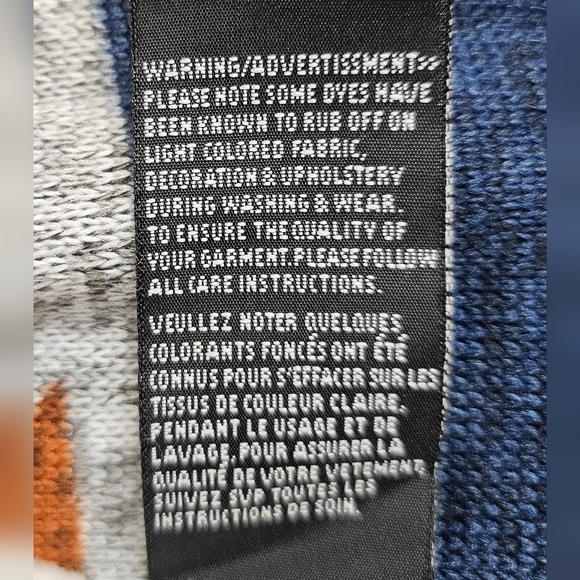 WARNING/ADVERTISSEMENT>>
PLEASE NOTE SOME DYES HAVE
BEEN KNOWN TO RUB OFF ON
LIGHT COLORED FABRIC,
DECORATION & UPHOLSTERY
DURING WASHING & WEAR.
TO ENSURE THE QUALITY OF
YOUR GARMENT PLEASE FOLLOW
ALL CARE INSTRUCTIONS.
VEULLEZ NOTER QUELQUES
COLORANTS FONCÉS ONT ÉTÉ
CONNUS POUR S'EFFACER SUR LES
TISSUS DE COULEUR CLAIRE,
PENDANT LE USAGE ET DE
LAVAGE, POUR ASSURER LA
QUALITÉ DE VOTRE VETEMENT
SUIVEZ SVP TOUTES LES
INSTRUCTIONS DE SOIN.